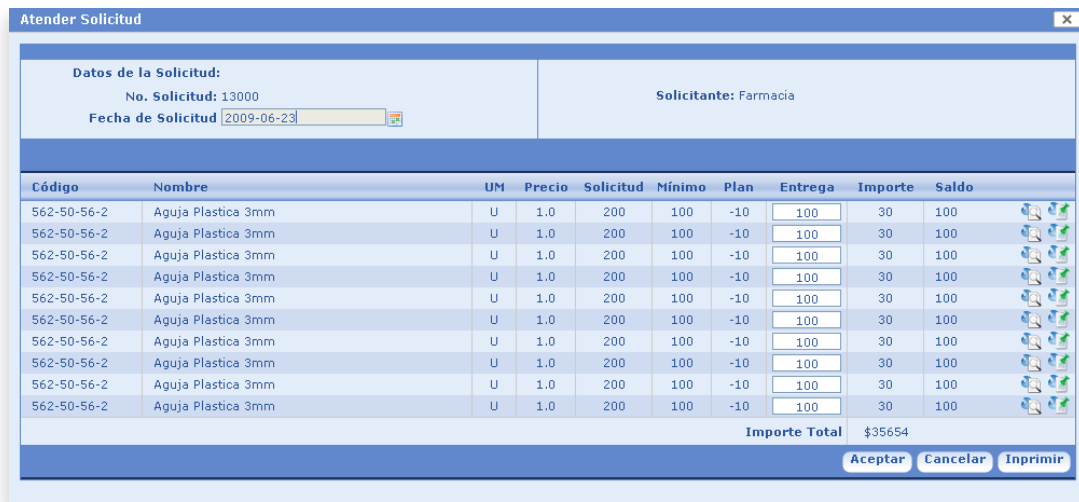 Atender Solicitud
Datos de la Solicitud:
No. Solicitud: 13000
Solicitante: Farmacia
Fecha de Solicitud 2009-06-23
Código Nombre UM Precio Solicitud Mínimo Plan Entrega Importe Saldo
562-50-56-2 Aguja Plastica 3mm U 1.0 200 100 -10 100 30 100
562-50-56-2 Aguja Plastica 3mm U 1.0 200 100 -10 100 30 100
562-50-56-2 Aguja Plastica 3mm U 1.0 200 100 -10 100 30 100
562-50-56-2 Aguja Plastica 3mm U 1.0 200 100 -10 100 30 100
562-50-56-2 Aguja Plastica 3mm U 1.0 200 100 -10 100 30 100
562-50-56-2 Aguja Plastica 3mm U 1.0 200 100 -10 100 30 100
562-50-56-2 Aguja Plastica 3mm U 1.0 200 100 -10 100 30 100
562-50-56-2 Aguja Plastica 3mm U 1.0 200 100 -10 100 30 100
562-50-56-2 Aguja Plastica 3mm U 1.0 200 100 -10 100 30 100
562-50-56-2 Aguja Plastica 3mm U 1.0 200 100 -10 100 30 100
Importe Total $35654
Aceptar Cancelar Inprimir